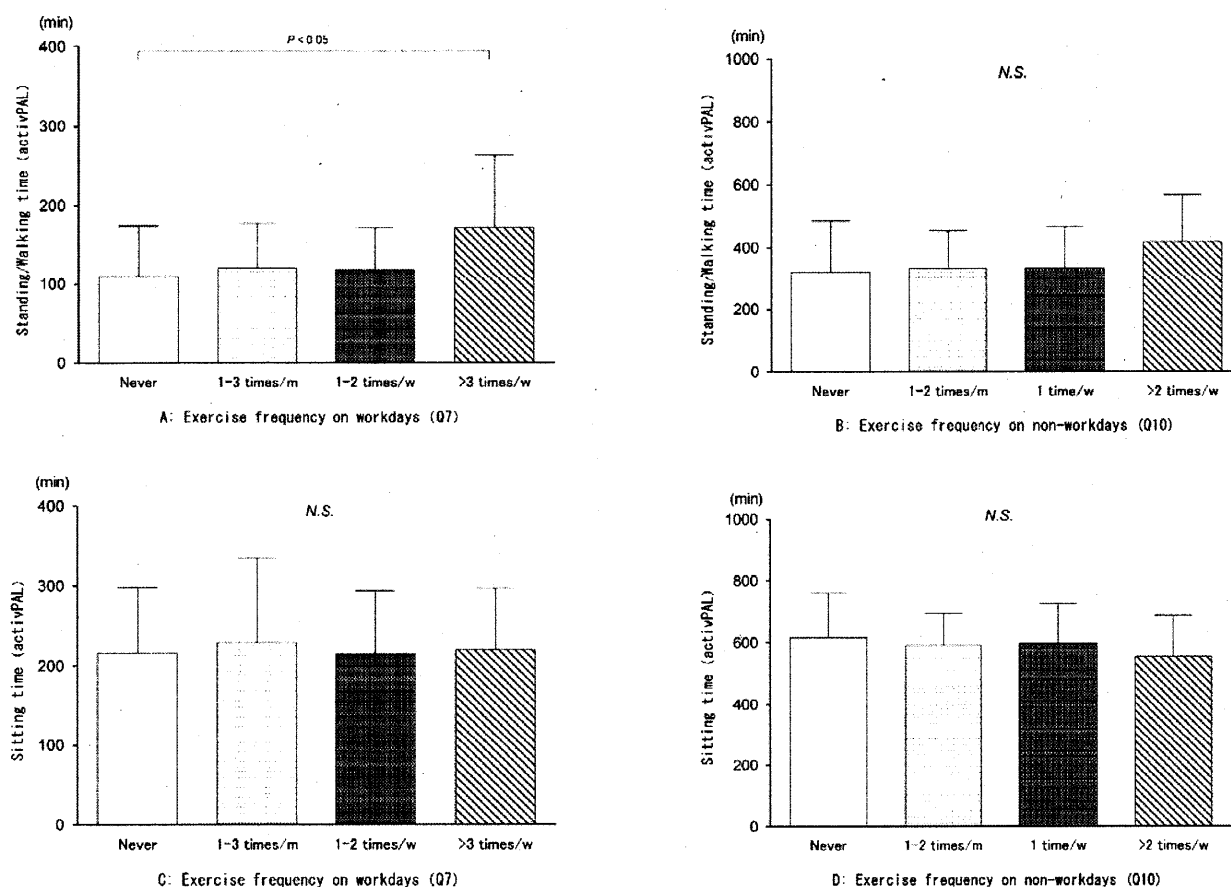 (min)
400
300
200
100
0
Standing/Walking time (activPAL)
P < 0.05
Never 1-3 times/m 1-2 times/w >3 times/w
A: Exercise frequency on workdays (Q7)
(min)
1000
800
600
400
200
0
Standing/Walking time (activPAL)
N.S.
Never 1-2 times/m 1 time/w >2 times/w
B: Exercise frequency on non-workdays (Q10)
(min)
400
300
200
100
0
Sitting time (activPAL)
N.S.
Never 1-3 times/m 1-2 times/w >3 times/w
C: Exercise frequency on workdays (Q7)
(min)
1000
800
600
400
200
0
Sitting time (activPAL)
N.S.
Never 1-2 times/m 1 time/w >2 times/w
D: Exercise frequency on non-workdays (Q10)